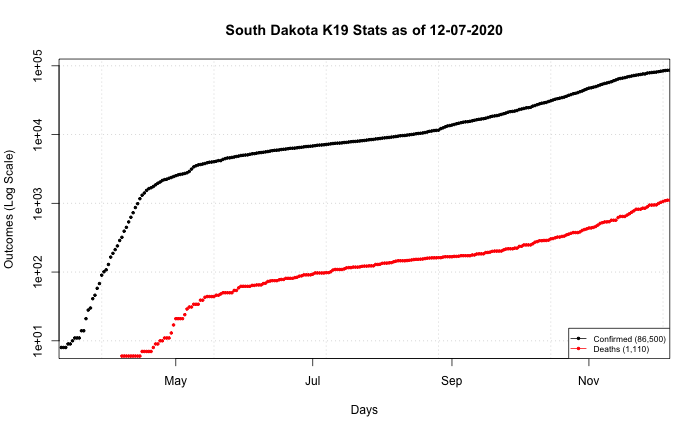 South Dakota K19 Stats as of 12-07-2020
Outcomes (Log Scale)
1e+05
1e+04
1e+03
1e+02
1e+01
May Jul Sep Nov
Days
Confirmed (86,500)
Deaths (1,110)